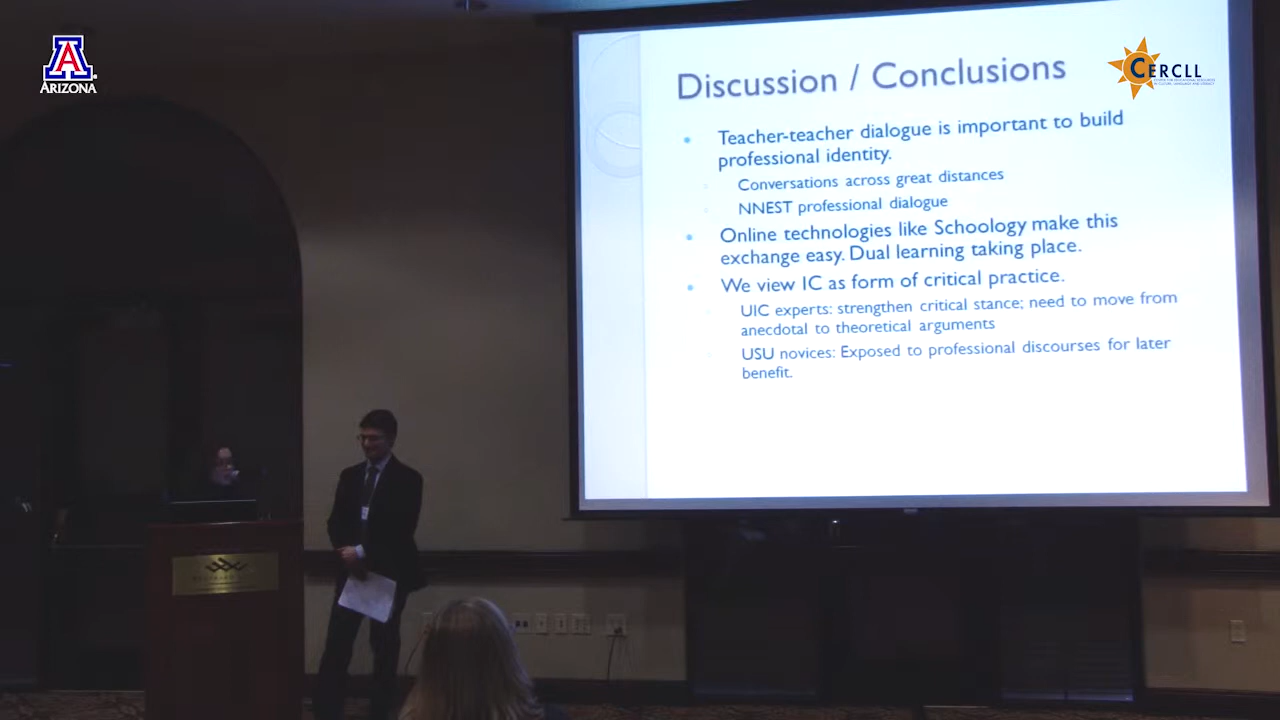 ARIZONA
CERCLL
Discussion / Conclusions
Teacher-teacher dialogue is important to build
professional identity.
Conversations across great distances
NNEST professional dialogue
Online technologies like Schoology make this
exchange easy. Dual learning taking place.
We view IC as form of critical practice.
UIC experts: strengthen critical stance; need to move from
anecdotal to theoretical arguments
USU novices: Exposed to professional discourses for later
benefit.